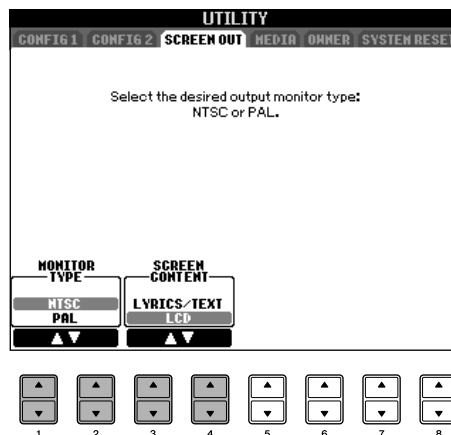 UTILITY
CONFIG 1 CONFIG 2 SCREEN OUT MEDIA OWNER SYSTEM RESET
Select the desired output monitor type:
NTSC or PAL.
MONITOR TYPE
NTSC
PAL
SCREEN CONTENT
LYRICS/TEXT
LCD
1 2 3 4 5 6 7 8